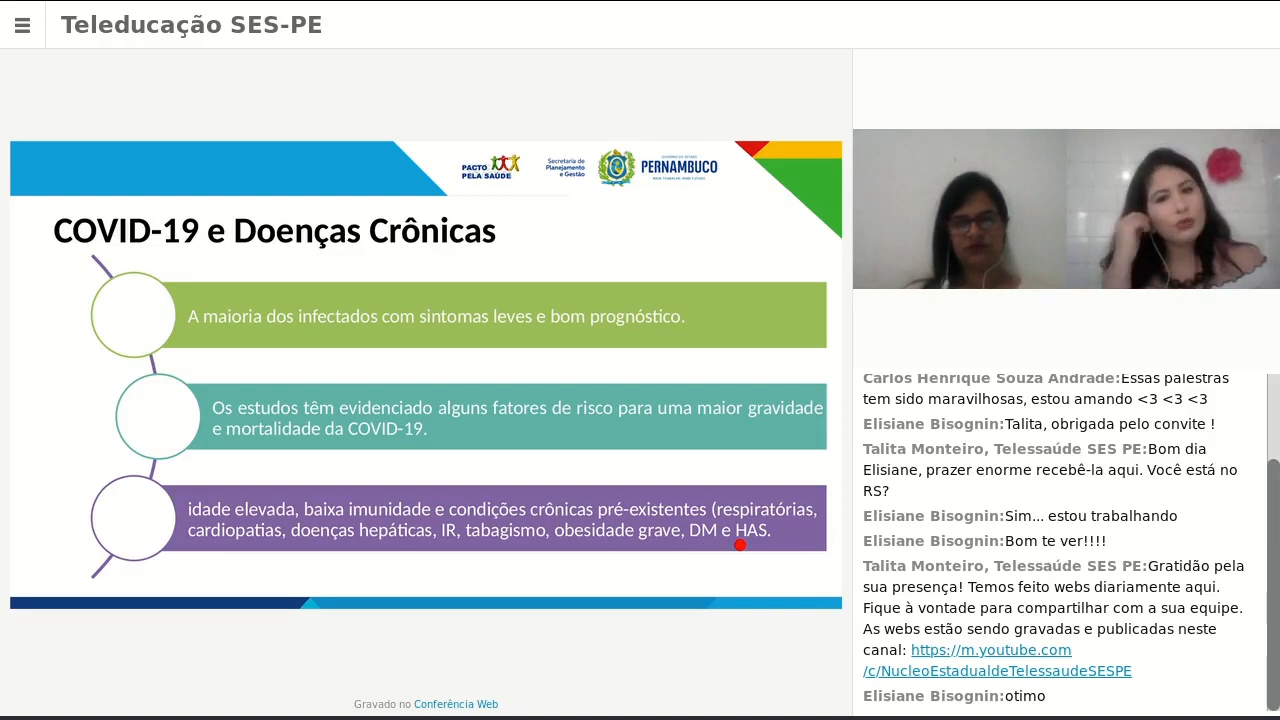 Teleducação SES-PE
PACTO
PELA SAÚDE
Secretaria de
Planejamento
e Gestão
GOVERNO DO ESTADO
PERNAMBUCO
MAIS TRABALHO, MAIS FUTURO
COVID-19 e Doenças Crônicas
A maioria dos infectados com sintomas leves e bom prognóstico.
Os estudos têm evidenciado alguns fatores de risco para uma maior gravidade
e mortalidade da COVID-19.
idade elevada, baixa imunidade e condições crônicas pré-existentes (respiratórias,
cardiopatias, doenças hepáticas, IR, tabagismo, obesidade grave, DM e HAS.
Gravado no Conferência Web
Carlos Henrique Souza Andrade:Essas palestras
tem sido maravilhosas, estou amando <3 <3 <3
Elisiane Bisognin:Talita, obrigada pelo convite !
Talita Monteiro, Telessaúde SES PE:Bom dia
Elisiane, prazer enorme recebê-la aqui. Você está no
RS?
Elisiane Bisognin:Sim... estou trabalhando
Elisiane Bisognin:Bom te ver!!!!
Talita Monteiro, Telessaúde SES PE:Gratidão pela
sua presença! Temos feito webs diariamente aqui.
Fique à vontade para compartilhar com a sua equipe.
As webs estão sendo gravadas e publicadas neste
canal: https://m.youtube.com
/c/NucleoEstadualdeTelessaudeSESPE
Elisiane Bisognin:otimo